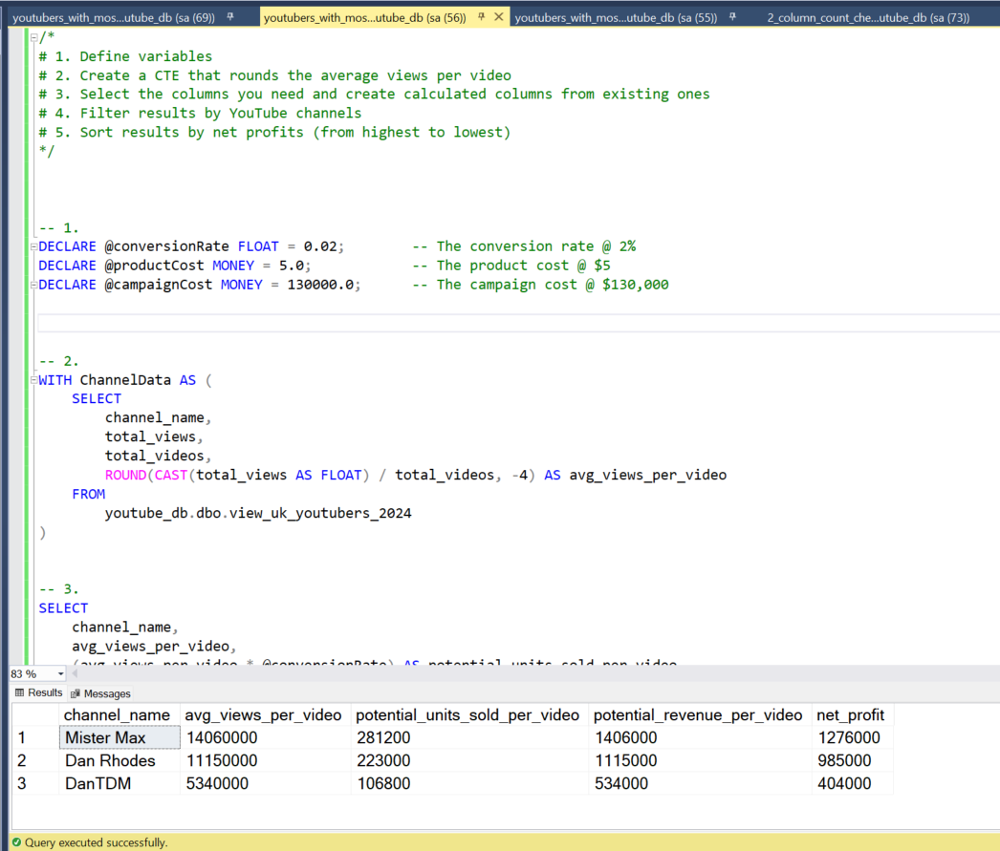 youtubers_with_mos...utube_db (sa (69)) youtubers_with_mos...utube_db (sa (56)) youtubers_with_mos...utube_db (sa (55)) 2_column_count_che...utube_db (sa (73))
/*
# 1. Define variables
# 2. Create a CTE that rounds the average views per video
# 3. Select the columns you need and create calculated columns from existing ones
# 4. Filter results by YouTube channels
# 5. Sort results by net profits (from highest to lowest)
*/
-- 1.
DECLARE @conversionRate FLOAT = 0.02; -- The conversion rate @ 2%
DECLARE @productCost MONEY = 5.0; -- The product cost @ $5
DECLARE @campaignCost MONEY = 130000.0; -- The campaign cost @ $130,000
-- 2.
WITH ChannelData AS (
SELECT
channel_name,
total_views,
total_videos,
ROUND(CAST(total_views AS FLOAT) / total_videos, -4) AS avg_views_per_video
FROM
youtube_db.dbo.view_uk_youtubers_2024
)
-- 3.
SELECT
channel_name,
avg_views_per_video,
(avg_views_per_video * @conversionRate) AS potential_units_sold_per_video
83 %
Results Messages
channel_name avg_views_per_video potential_units_sold_per_video potential_revenue_per_video net_profit
1 Mister Max 14060000 281200 1406000 1276000
2 Dan Rhodes 11150000 223000 1115000 985000
3 DanTDM 5340000 106800 534000 404000
Query executed successfully.